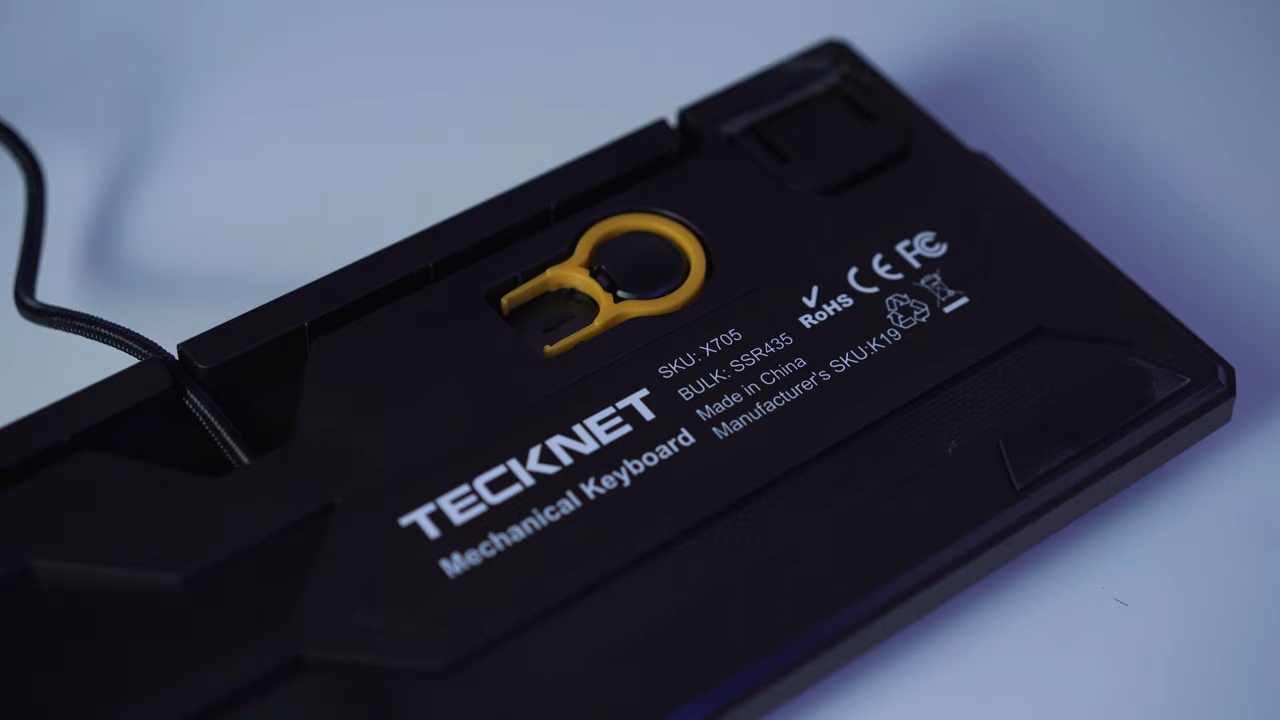 TECKNET
Mechanical Keyboard
SKU: X705
BULK: SSR435
Made in China
Manufacturer's SKU:K19
RoHS CE FC